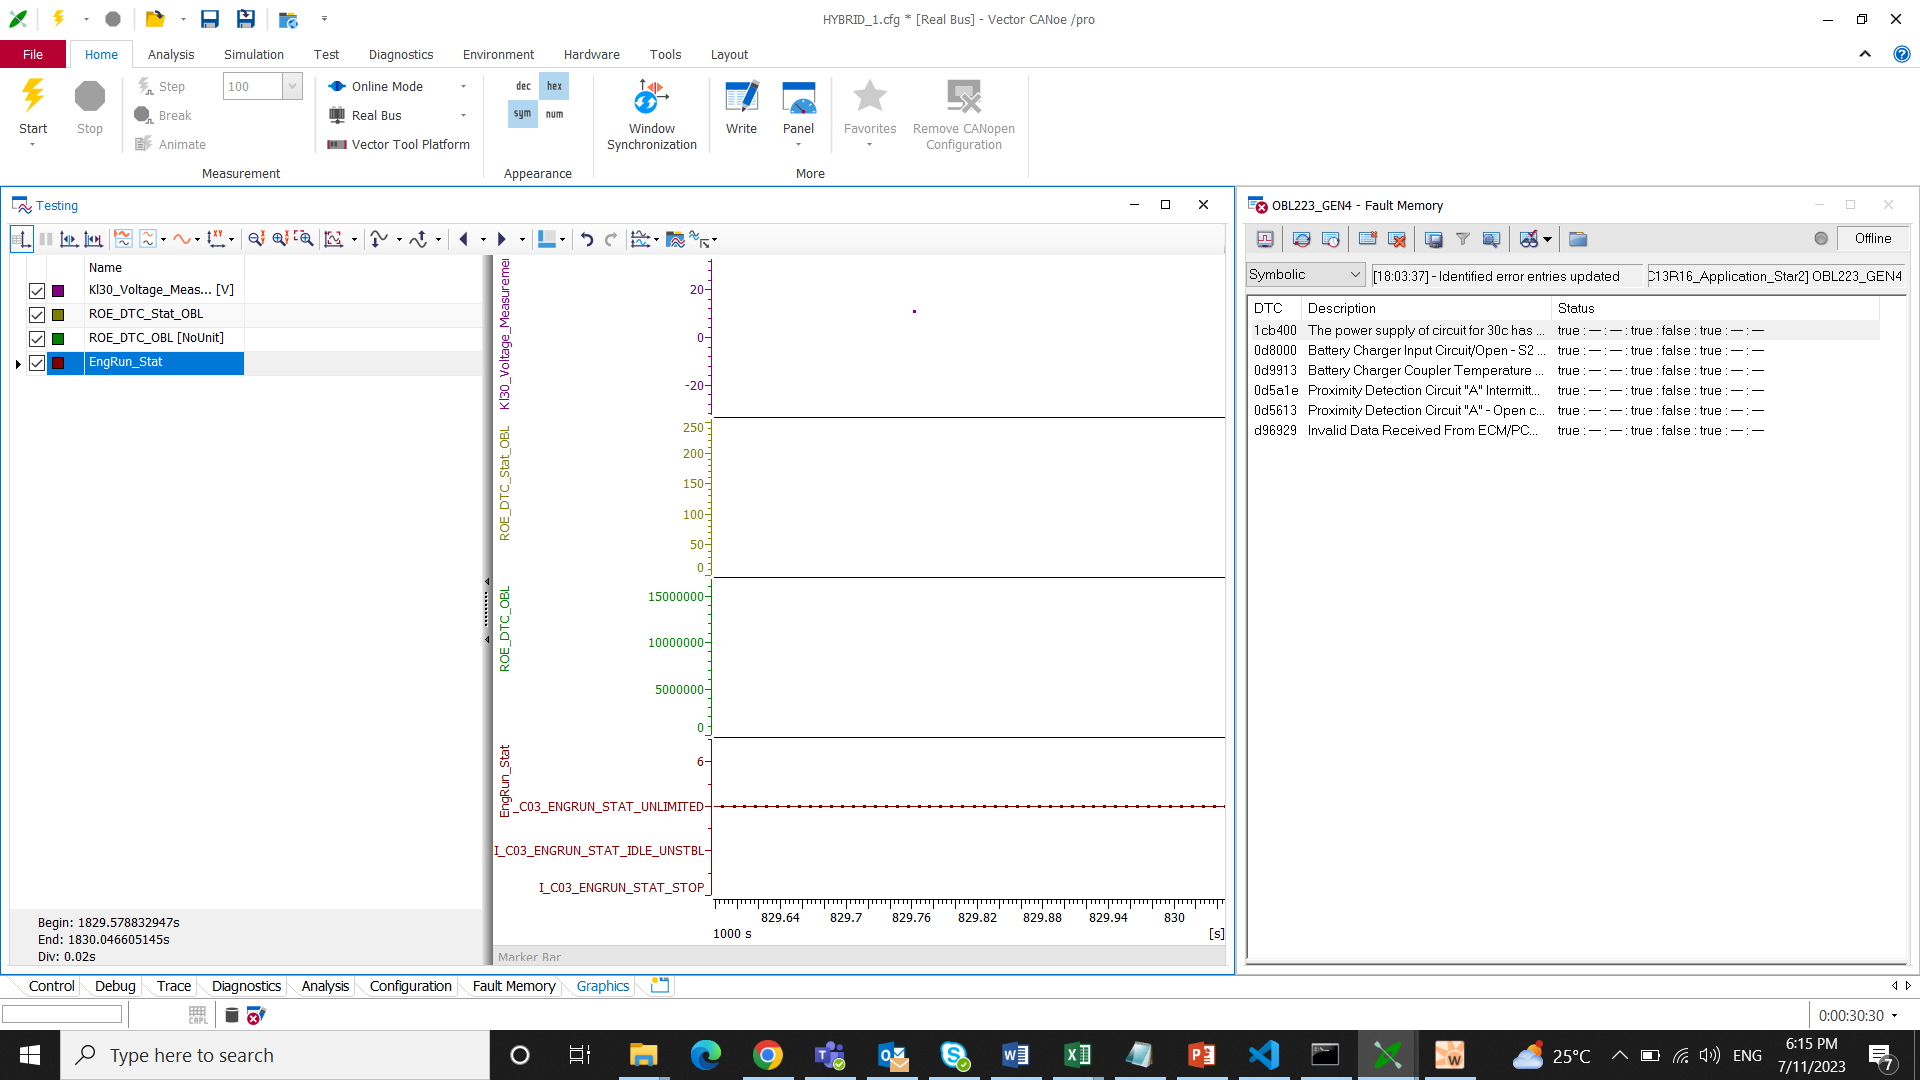 HYBRID_1.cfg * [Real Bus] - Vector CANoe /pro
File Home Analysis Simulation Test Diagnostics Environment Hardware Tools Layout
Start
Stop
Step
100
Break
Animate
Measurement
Online Mode
Real Bus
Vector Tool Platform
dec hex
sym num
Appearance
Window
Synchronization
Write
Panel
Favorites
Remove CANopen
Configuration
More
Testing
Name
Kl30_Voltage_Meas... [V]
ROE_DTC_Stat_OBL
ROE_DTC_OBL [NoUnit]
EngRun_Stat
Begin: 1829.578832947s
End: 1830.046605145s
Div: 0.02s
Kl30_Voltage_Measuremen
20
0
-20
ROE_DTC_Stat_OBL
250
200
150
100
50
0
ROE_DTC_OBL
15000000
10000000
5000000
0
EngRun_Stat
6
_C03_ENGRUN_STAT_UNLIMITED
I_C03_ENGRUN_STAT_IDLE_UNSTBL
I_C03_ENGRUN_STAT_STOP
829.64 829.7 829.76 829.82 829.88 829.94 830
1000 s [s]
Marker Bar
OBL223_GEN4 - Fault Memory
Offline
Symbolic [18:03:37] - Identified error entries updated C13R16_Application_Star2] OBL223_GEN4
DTC Description Status
1cb400 The power supply of circuit for 30c has ... true : — : — : true : false : true : — : —
0d8000 Battery Charger Input Circuit/Open - S2 ... true : — : — : true : false : true : — : —
0d9913 Battery Charger Coupler Temperature ... true : — : — : true : false : true : — : —
0d5a1e Proximity Detection Circuit "A" Intermitt... true : — : — : true : false : true : — : —
0d5613 Proximity Detection Circuit "A" - Open c... true : — : — : true : false : true : — : —
d96929 Invalid Data Received From ECM/PC... true : — : — : true : false : true : — : —
Control Debug Trace Diagnostics Analysis Configuration Fault Memory Graphics
CAPL
0:00:30:30
Type here to search
25°C
ENG
6:15 PM
7/11/2023
7